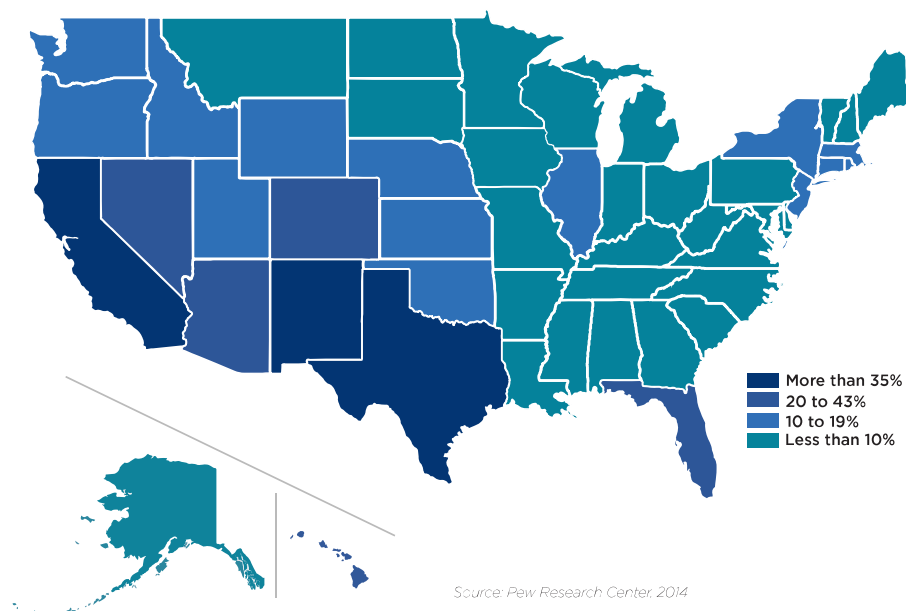 More than 35%
20 to 43%
10 to 19%
Less than 10%
Source: Pew Research Center, 2014